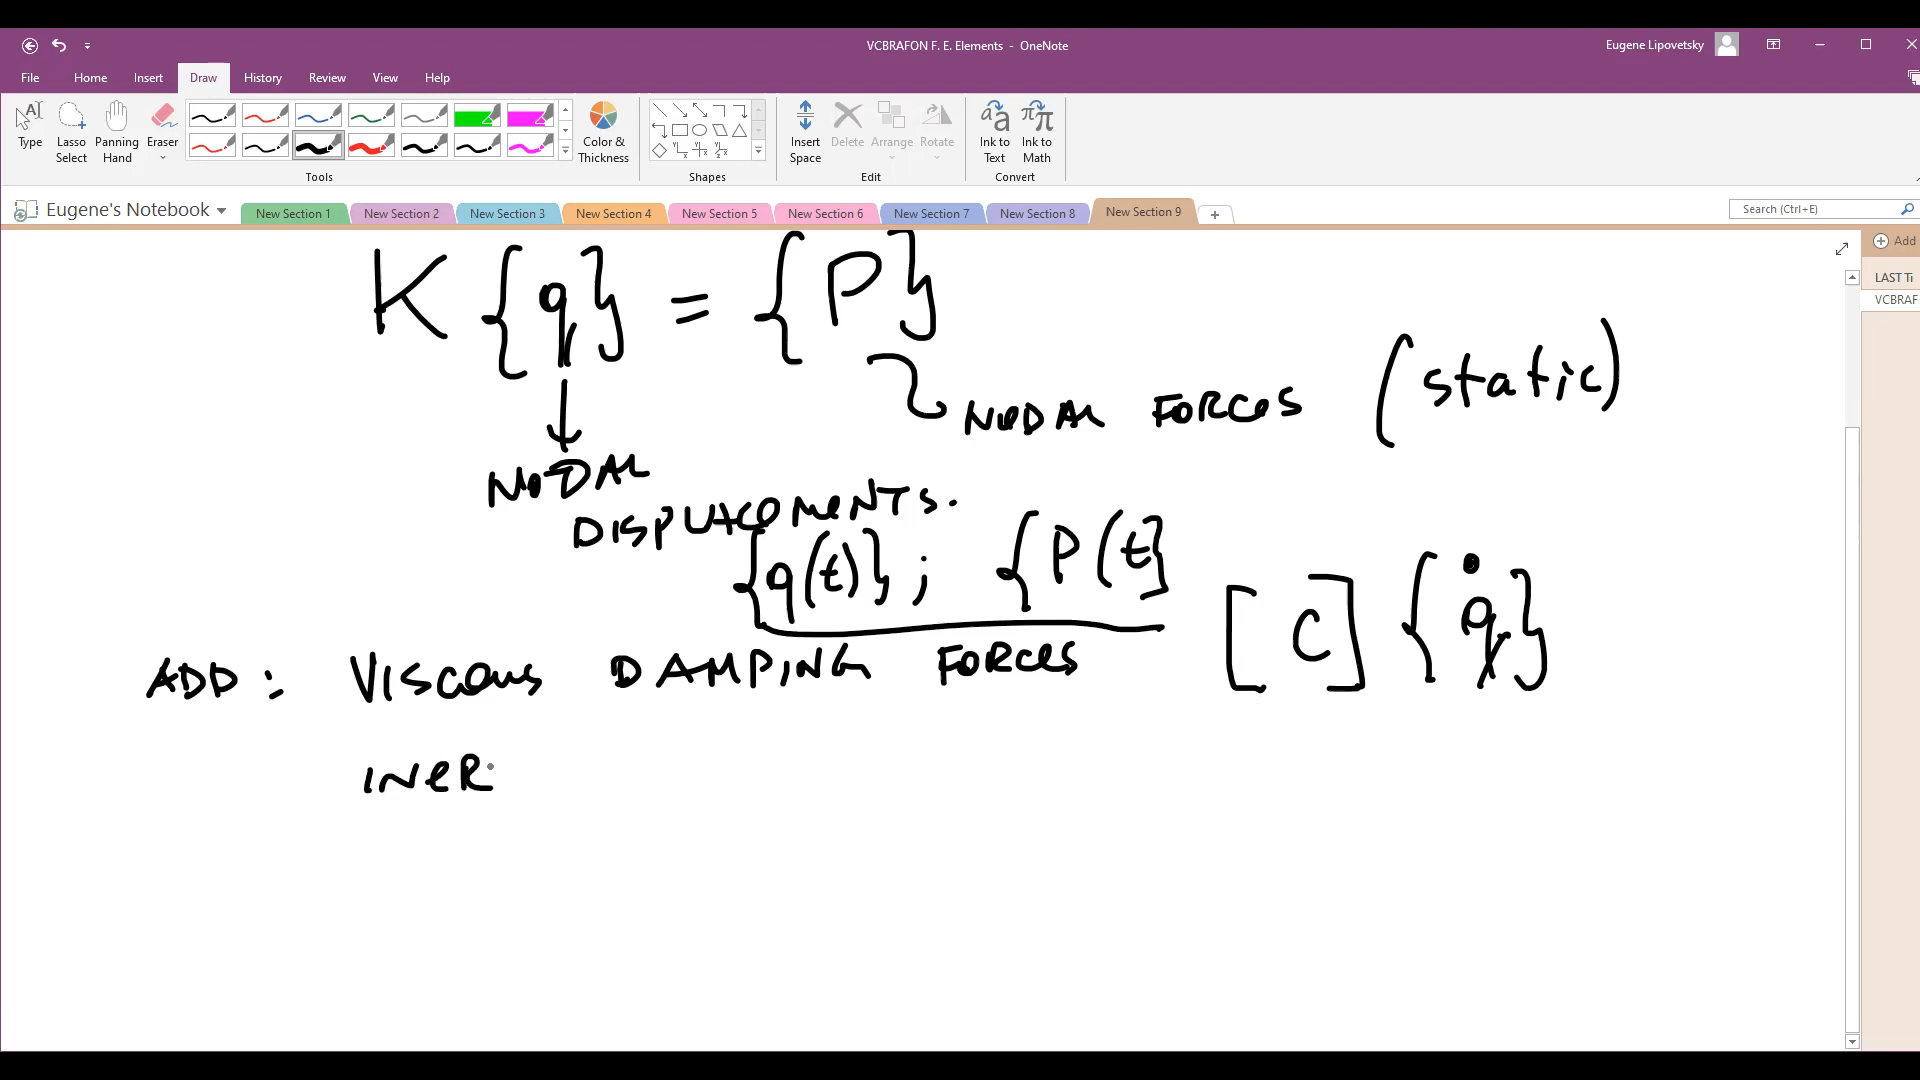 VCBRAFON F. E. Elements - OneNote
Eugene Lipovetsky
File Home Insert Draw History Review View Help
Type
Lasso Select
Panning Hand
Eraser
Color & Thickness
Insert Space
Delete
Arrange
Rotate
Ink to Text
Ink to Math
Tools Shapes Edit Convert
Eugene's Notebook
New Section 1 New Section 2 New Section 3 New Section 4 New Section 5 New Section 6 New Section 7 New Section 8 New Section 9 +
Search (Ctrl+E)
Add
LAST Ti
VCBRAF
K {q} = {P}
NODAL FORCES (static)
NODAL
DISPLACEMENTS.
{q(t)} ; {P(t}
ADD: VISCOUS DAMPING FORCES [C] {q̇}
INER